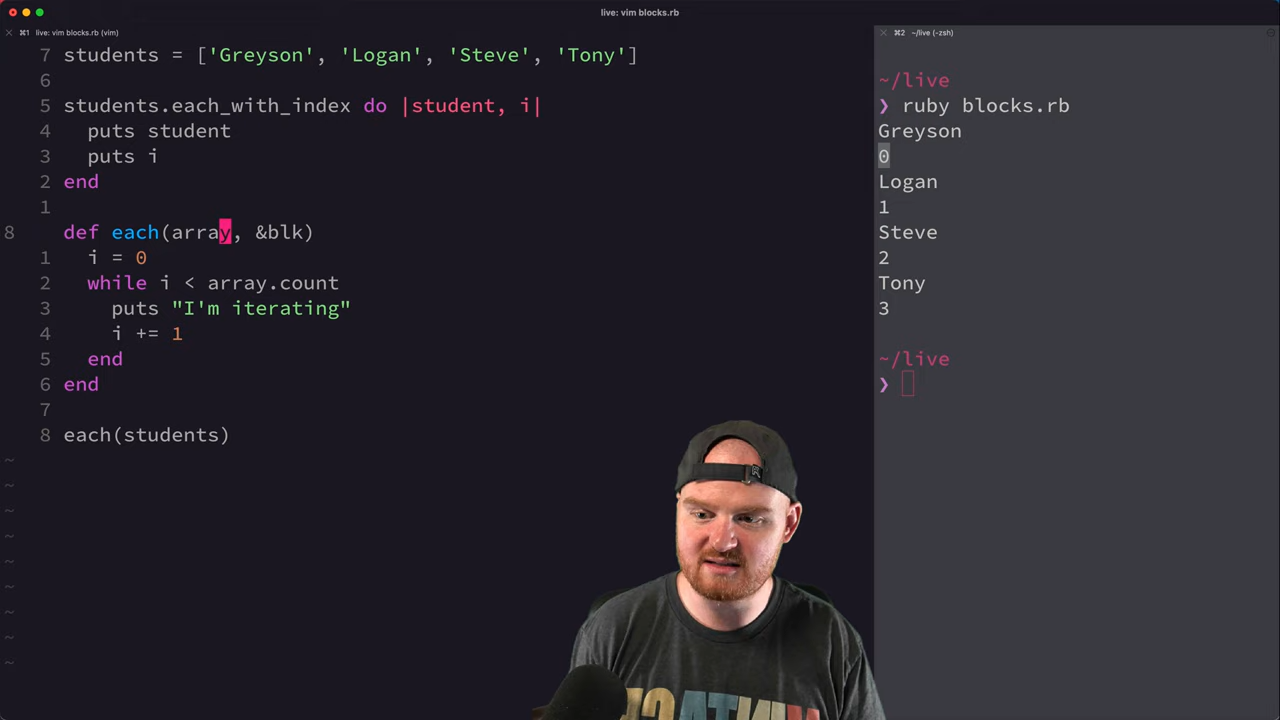 live: vim blocks.rb
⌘1 live: vim blocks.rb (vim)
7 students = ['Greyson', 'Logan', 'Steve', 'Tony']
6
5 students.each_with_index do |student, i|
4 puts student
3 puts i
2 end
1
8 def each(array, &blk)
1 i = 0
2 while i < array.count
3 puts "I'm iterating"
4 i += 1
5 end
6 end
7
8 each(students)
~
~
~
~
~
~
~
~
~
⌘2 ~/live (-zsh)
~/live
❯ ruby blocks.rb
Greyson
0
Logan
1
Steve
2
Tony
3
~/live
❯